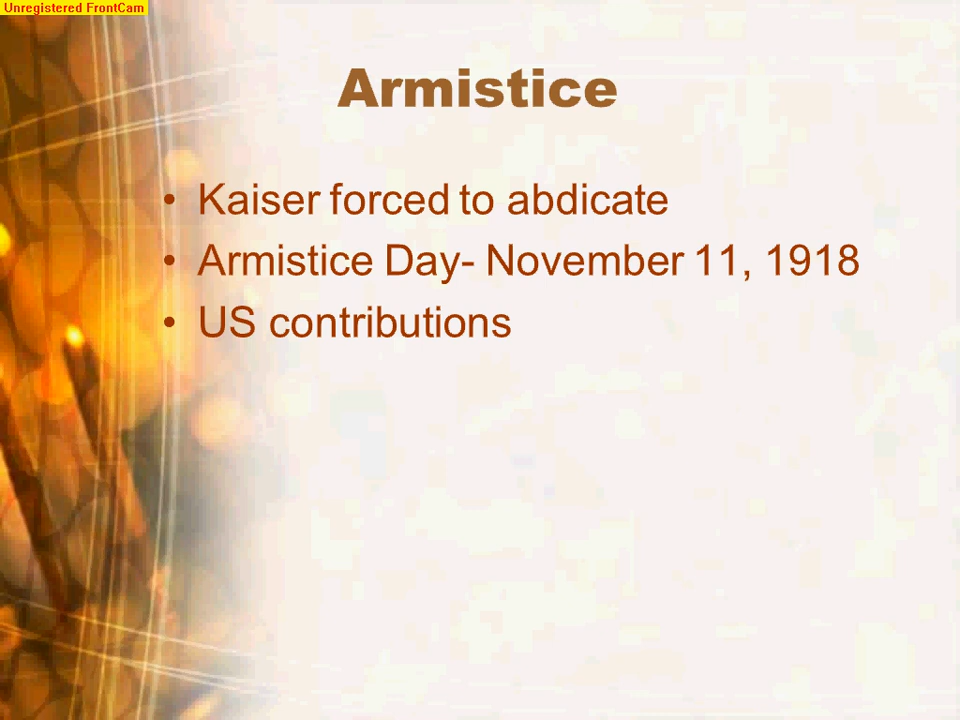 Unregistered FrontCam
Armistice
• Kaiser forced to abdicate
• Armistice Day- November 11, 1918
• US contributions